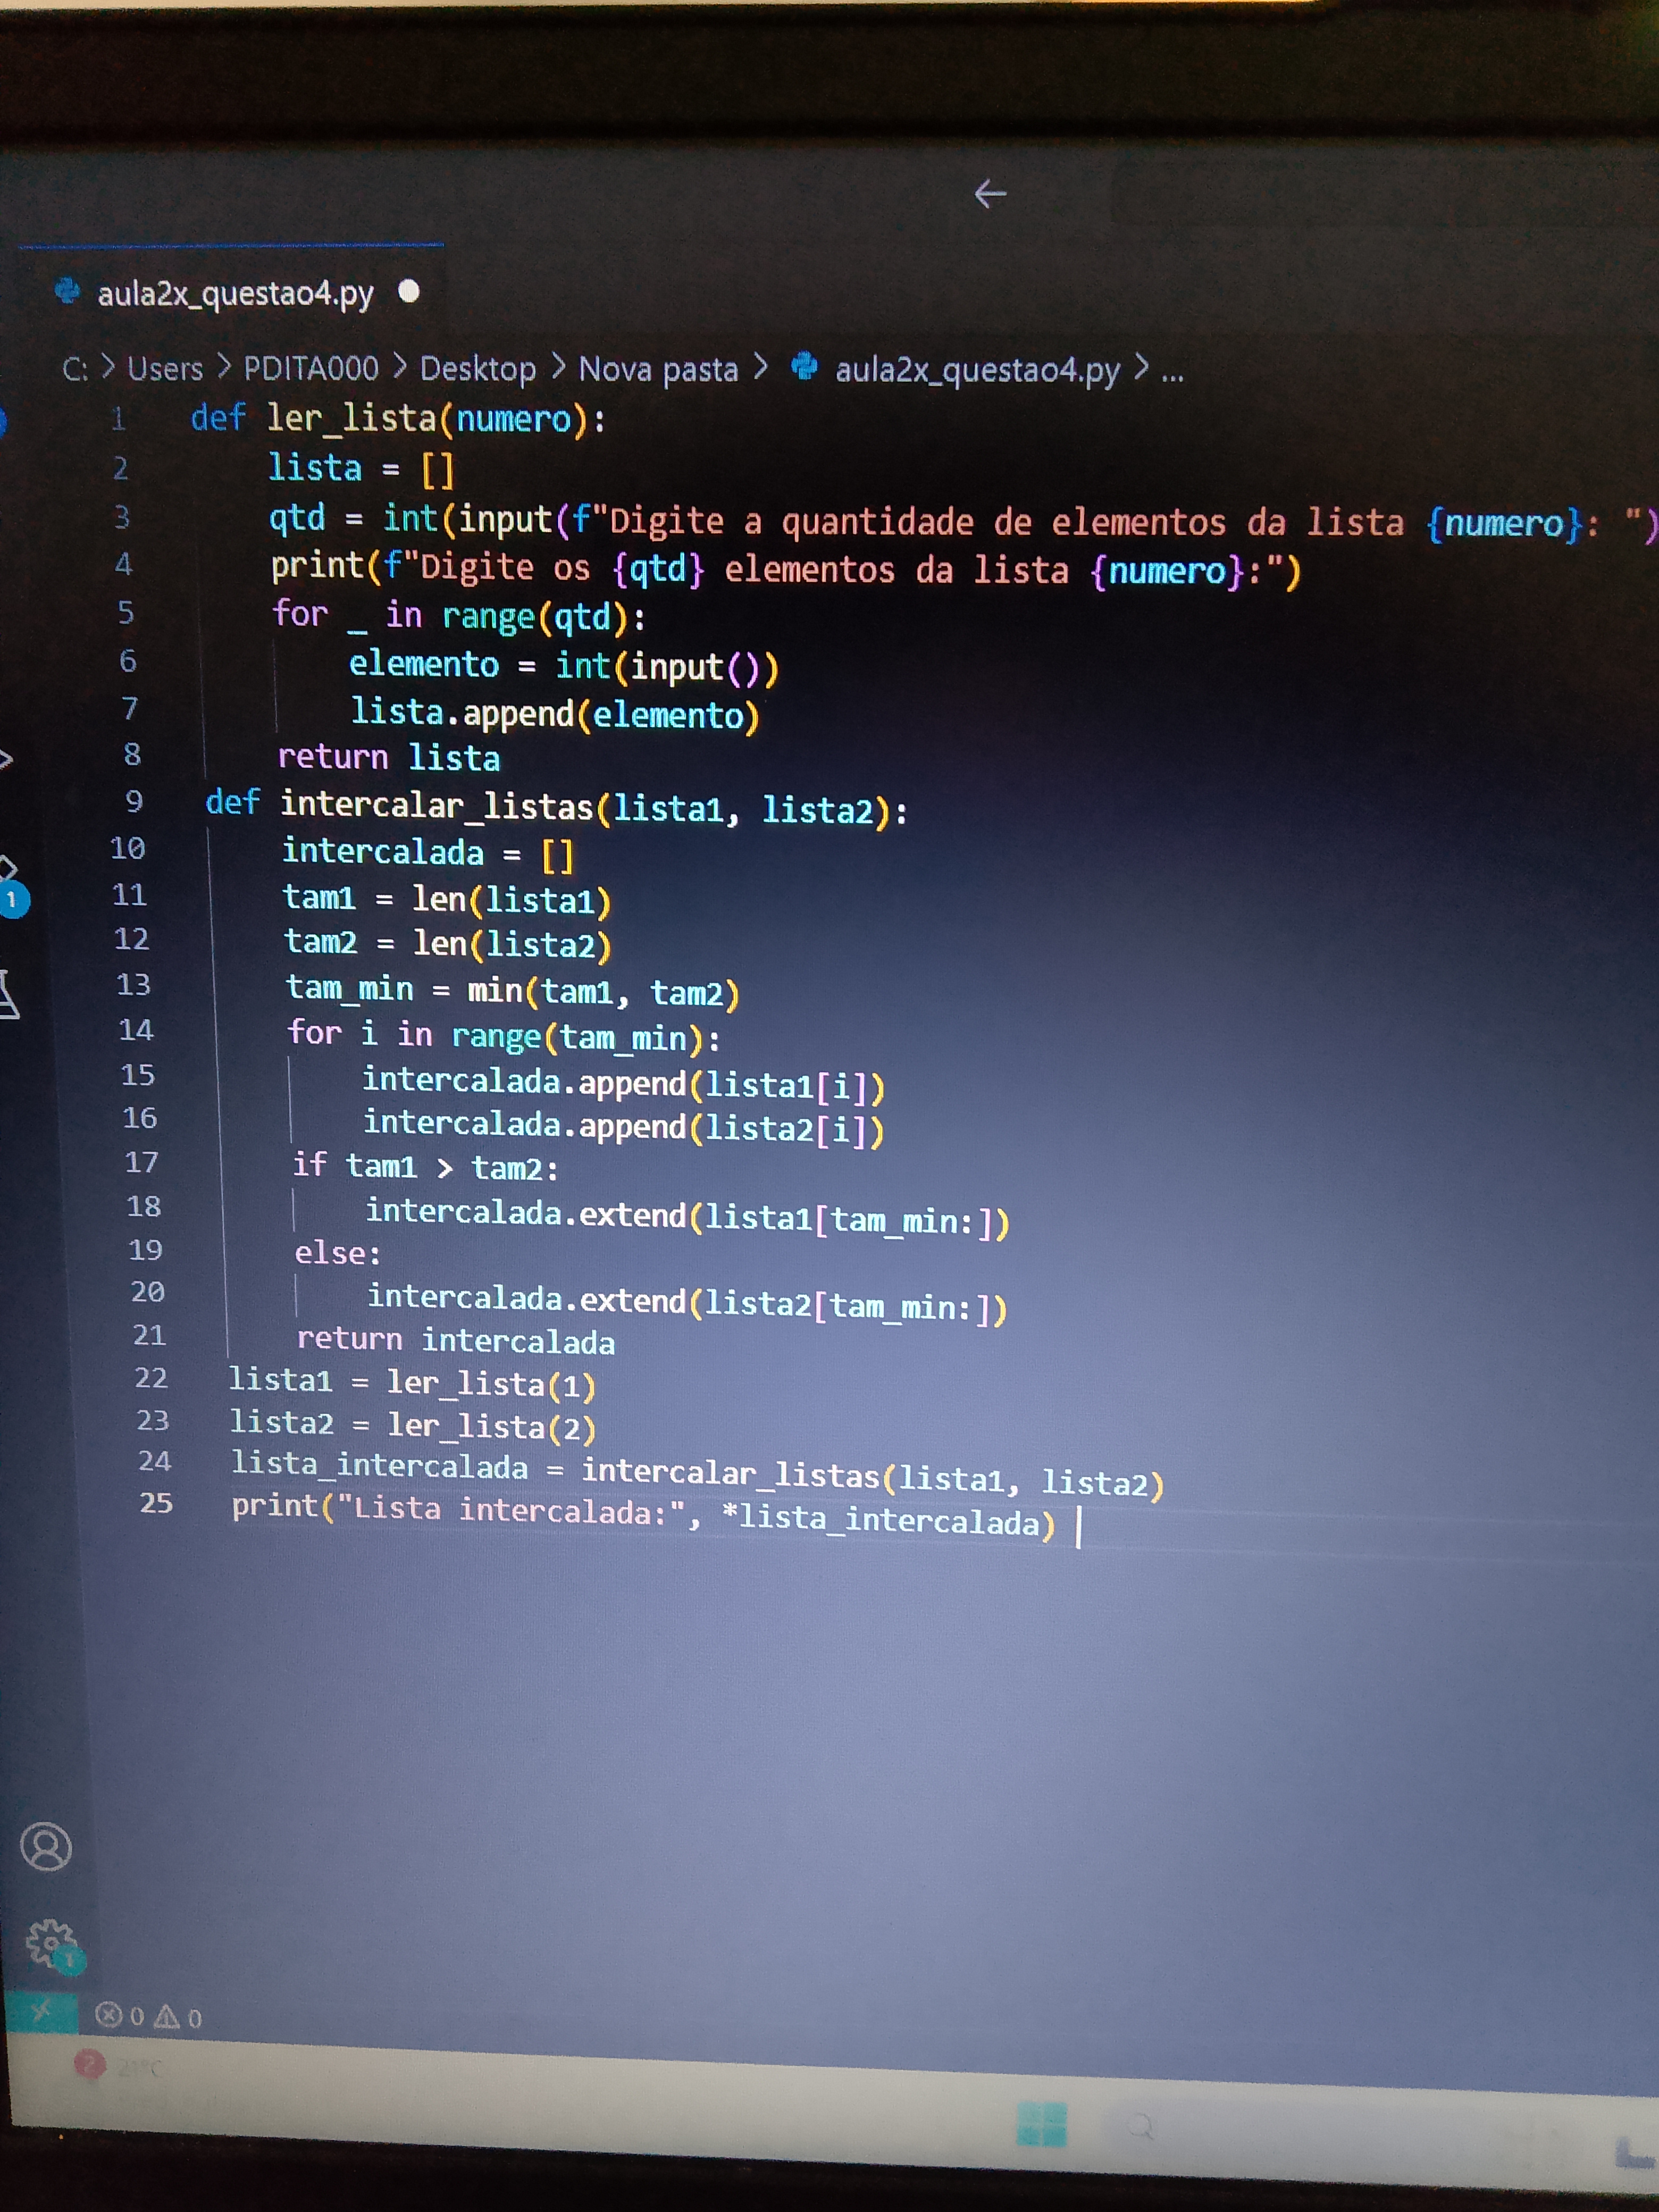 aula2x_questao4.py
C: > Users > PDITA000 > Desktop > Nova pasta > aula2x_questao4.py > ...
1 def ler_lista(numero):
2     lista = []
3     qtd = int(input(f"Digite a quantidade de elementos da lista {numero}: ")
4     print(f"Digite os {qtd} elementos da lista {numero}:")
5     for _ in range(qtd):
6         elemento = int(input())
7         lista.append(elemento)
8     return lista
9 def intercalar_listas(lista1, lista2):
10     intercalada = []
11     tam1 = len(lista1)
12     tam2 = len(lista2)
13     tam_min = min(tam1, tam2)
14     for i in range(tam_min):
15         intercalada.append(lista1[i])
16         intercalada.append(lista2[i])
17     if tam1 > tam2:
18         intercalada.extend(lista1[tam_min:])
19     else:
20         intercalada.extend(lista2[tam_min:])
21     return intercalada
22 lista1 = ler_lista(1)
23 lista2 = ler_lista(2)
24 lista_intercalada = intercalar_listas(lista1, lista2)
25 print("Lista intercalada:", *lista_intercalada)
1
1
0 0
2 21°C